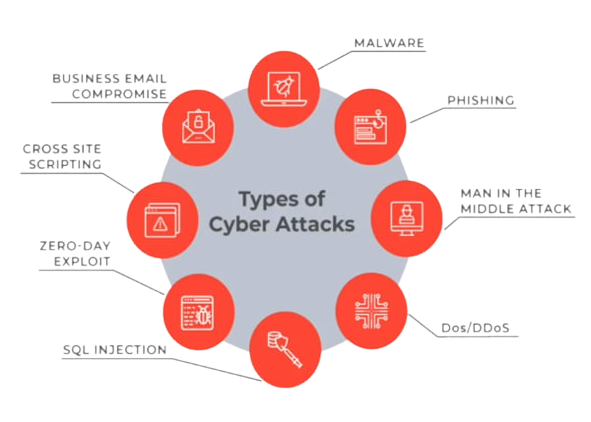 MALWARE
BUSINESS EMAIL
COMPROMISE
PHISHING
CROSS SITE
SCRIPTING
Types of
Cyber Attacks
MAN IN THE
MIDDLE ATTACK
ZERO-DAY
EXPLOIT
Dos/DDoS
SQL INJECTION